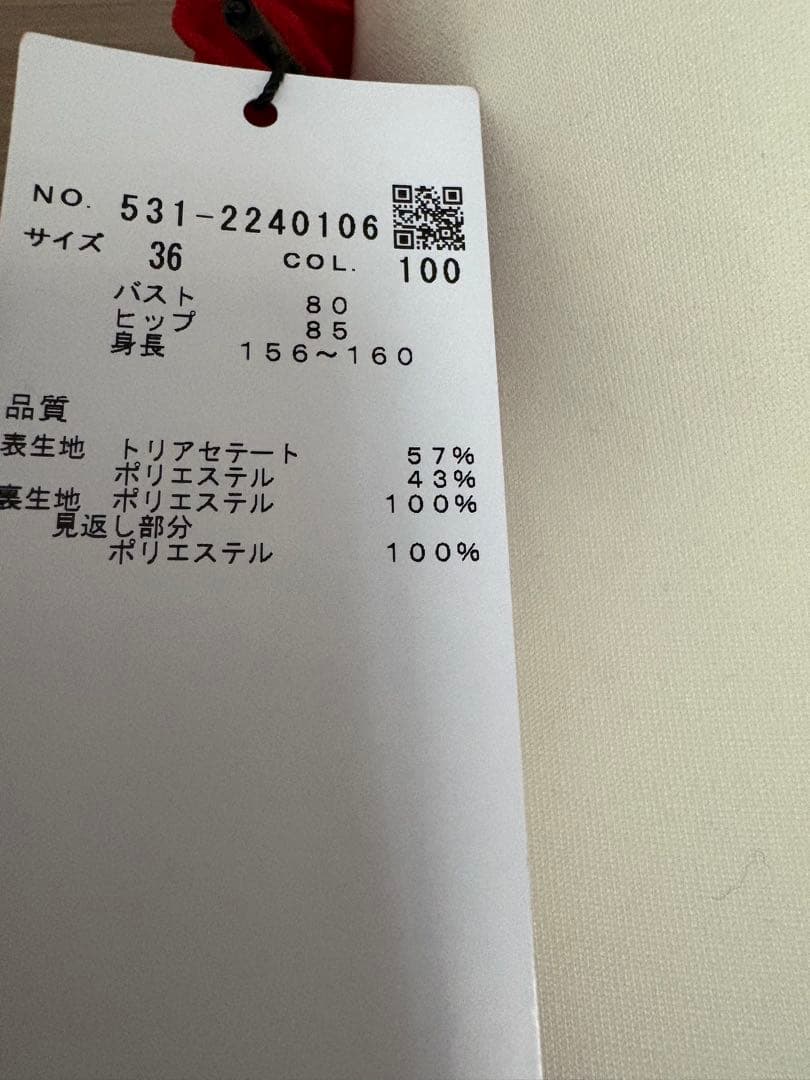 NO. 531-2240106
サイズ 36 COL. 100
バスト 80
ヒップ 85
身長 156～160
品質
表生地 トリアセテート 57%
ポリエステル 43%
裏生地 ポリエステル 100%
見返し部分
ポリエステル 100%